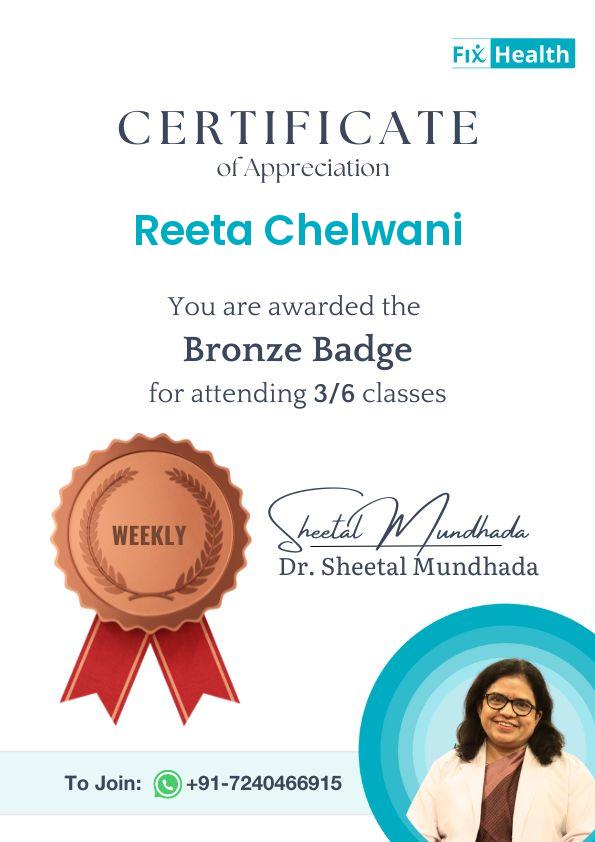 Fix Health
CERTIFICATE
of Appreciation
Reeta Chelwani
You are awarded the
Bronze Badge
for attending 3/6 classes
WEEKLY
Sheetal Mundhada
Dr. Sheetal Mundhada
To Join: +91-7240466915